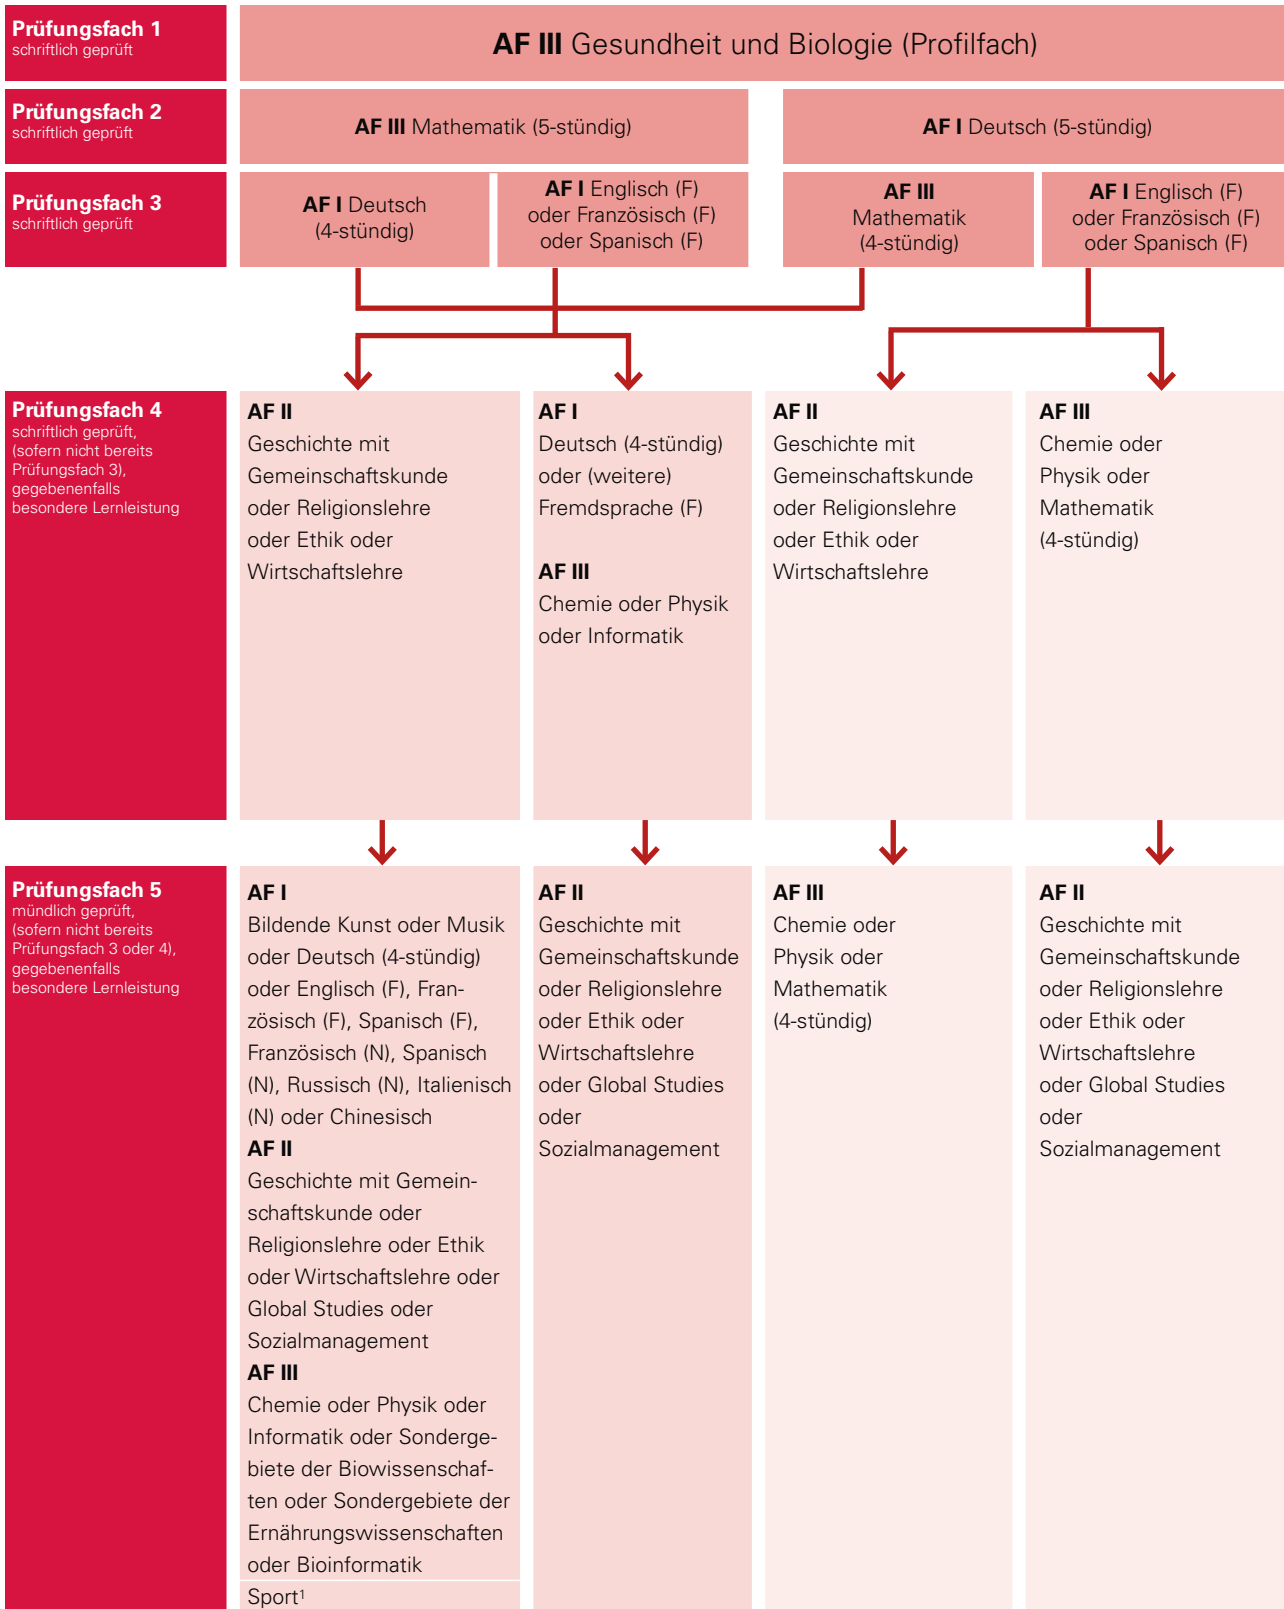 Prüfungsfach 1
schriftlich geprüft
AF III Gesundheit und Biologie (Profilfach)
Prüfungsfach 2
schriftlich geprüft
AF III Mathematik (5-stündig)
AF I Deutsch (5-stündig)
Prüfungsfach 3
schriftlich geprüft
AF I Deutsch
(4-stündig)
AF I Englisch (F)
oder Französisch (F)
oder Spanisch (F)
AF III
Mathematik
(4-stündig)
AF I Englisch (F)
oder Französisch (F)
oder Spanisch (F)
Prüfungsfach 4
schriftlich geprüft,
(sofern nicht bereits
Prüfungsfach 3),
gegebenenfalls
besondere Lernleistung
AF II
Geschichte mit
Gemeinschaftskunde
oder Religionslehre
oder Ethik oder
Wirtschaftslehre
AF I
Deutsch (4-stündig)
oder (weitere)
Fremdsprache (F)
AF III
Chemie oder Physik
oder Informatik
AF II
Geschichte mit
Gemeinschaftskunde
oder Religionslehre
oder Ethik oder
Wirtschaftslehre
AF III
Chemie oder
Physik oder
Mathematik
(4-stündig)
Prüfungsfach 5
mündlich geprüft,
(sofern nicht bereits
Prüfungsfach 3 oder 4),
gegebenenfalls
besondere Lernleistung
AF I
Bildende Kunst oder Musik
oder Deutsch (4-stündig)
oder Englisch (F), Fran-
zösisch (F), Spanisch (F),
Französisch (N), Spanisch
(N), Russisch (N), Italienisch
(N) oder Chinesisch
AF II
Geschichte mit Gemein-
schaftskunde oder
Religionslehre oder Ethik
oder Wirtschaftslehre oder
Global Studies oder
Sozialmanagement
AF III
Chemie oder Physik oder
Informatik oder Sonderge-
biete der Biowissenschaf-
ten oder Sondergebiete der
Ernährungswissenschaften
oder Bioinformatik
Sport¹
AF II
Geschichte mit
Gemeinschaftskunde
oder Religionslehre
oder Ethik oder
Wirtschaftslehre
oder Global Studies
oder
Sozialmanagement
AF III
Chemie oder
Physik oder
Mathematik
(4-stündig)
AF II
Geschichte mit
Gemeinschaftskunde
oder Religionslehre
oder Ethik oder
Wirtschaftslehre
oder Global Studies
oder
Sozialmanagement